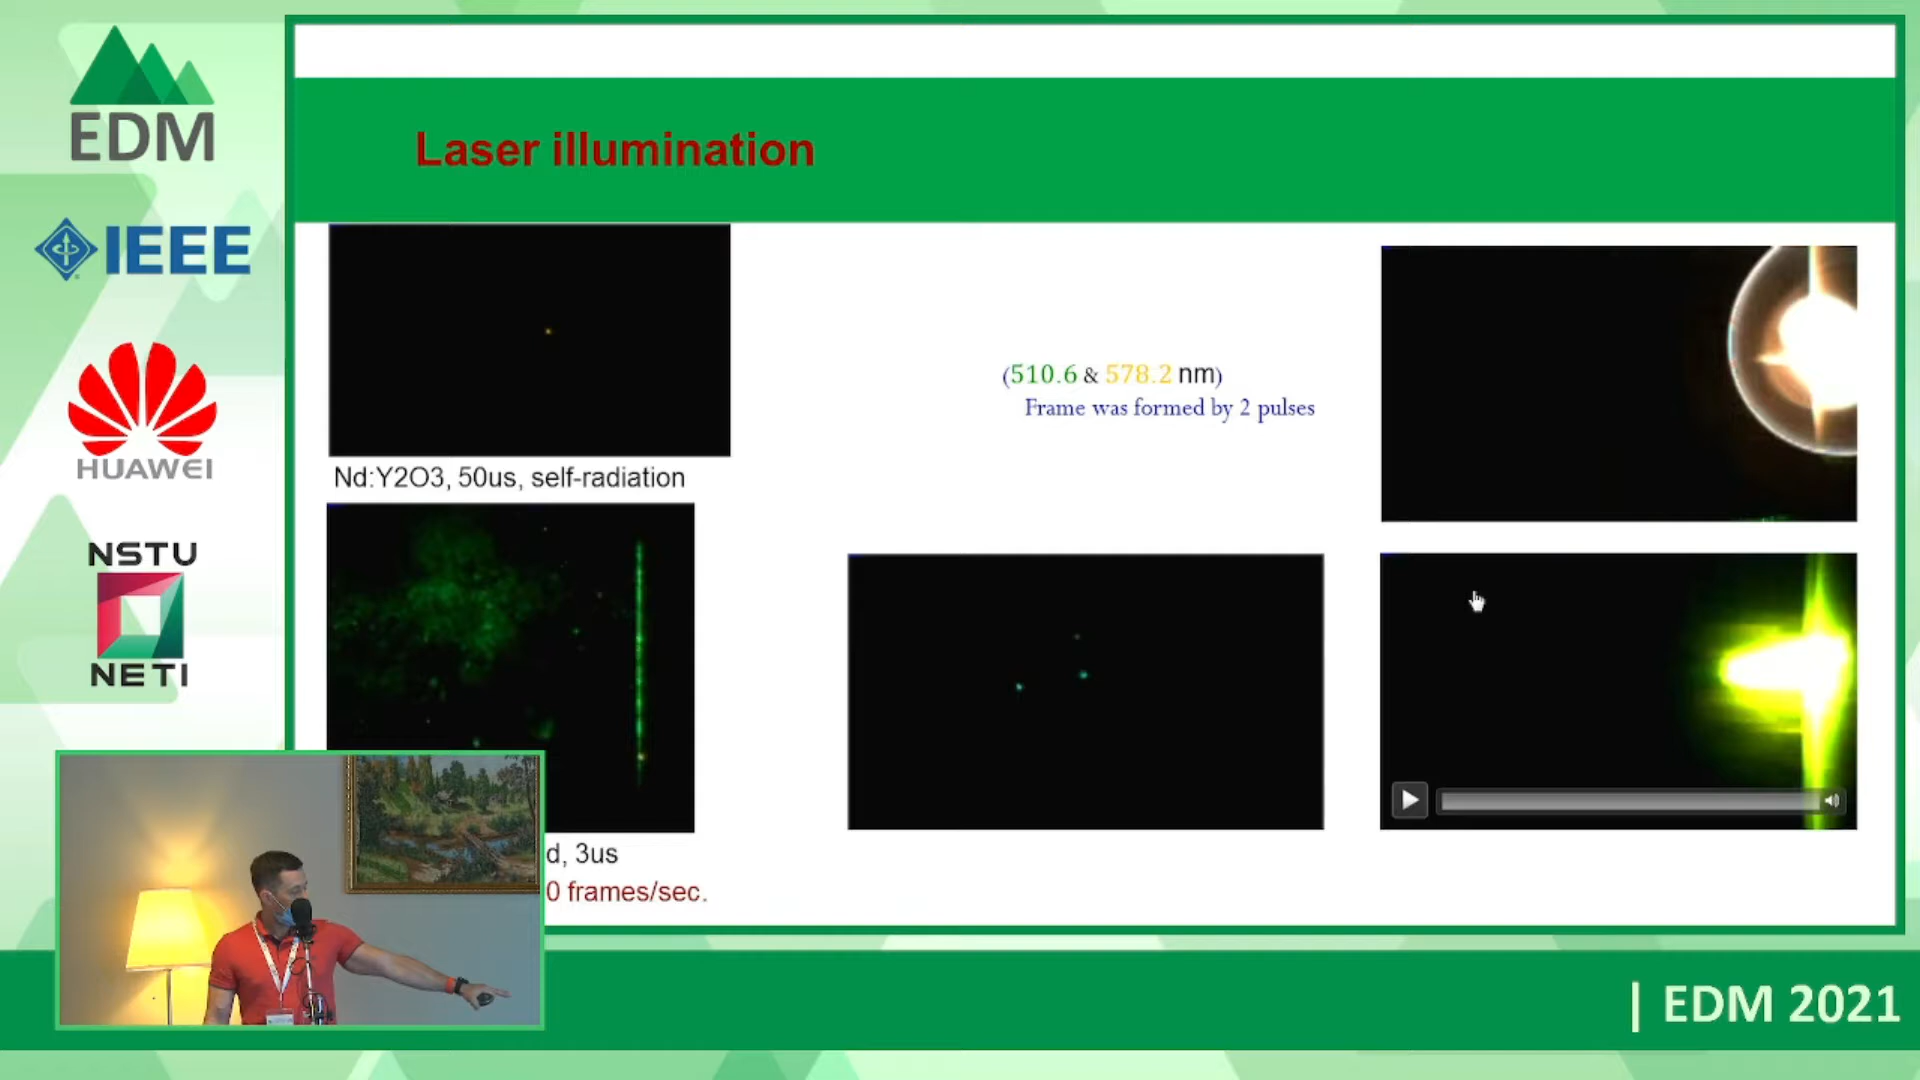 EDM
IEEE
HUAWEI
NSTU
NETI
Laser illumination
(510.6 & 578.2 nm)
Frame was formed by 2 pulses
Nd:Y2O3, 50us, self-radiation
d, 3us
0 frames/sec.
| EDM 2021